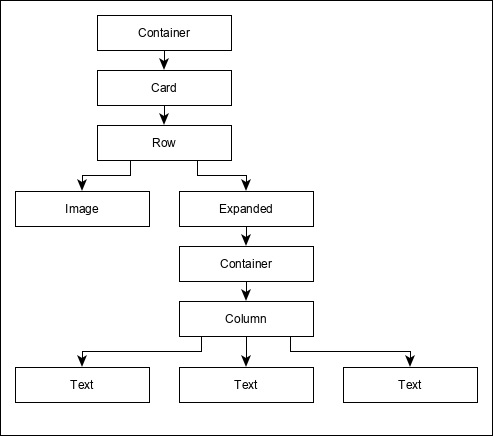 Container
Card
Row
Image
Expanded
Container
Column
Text
Text
Text